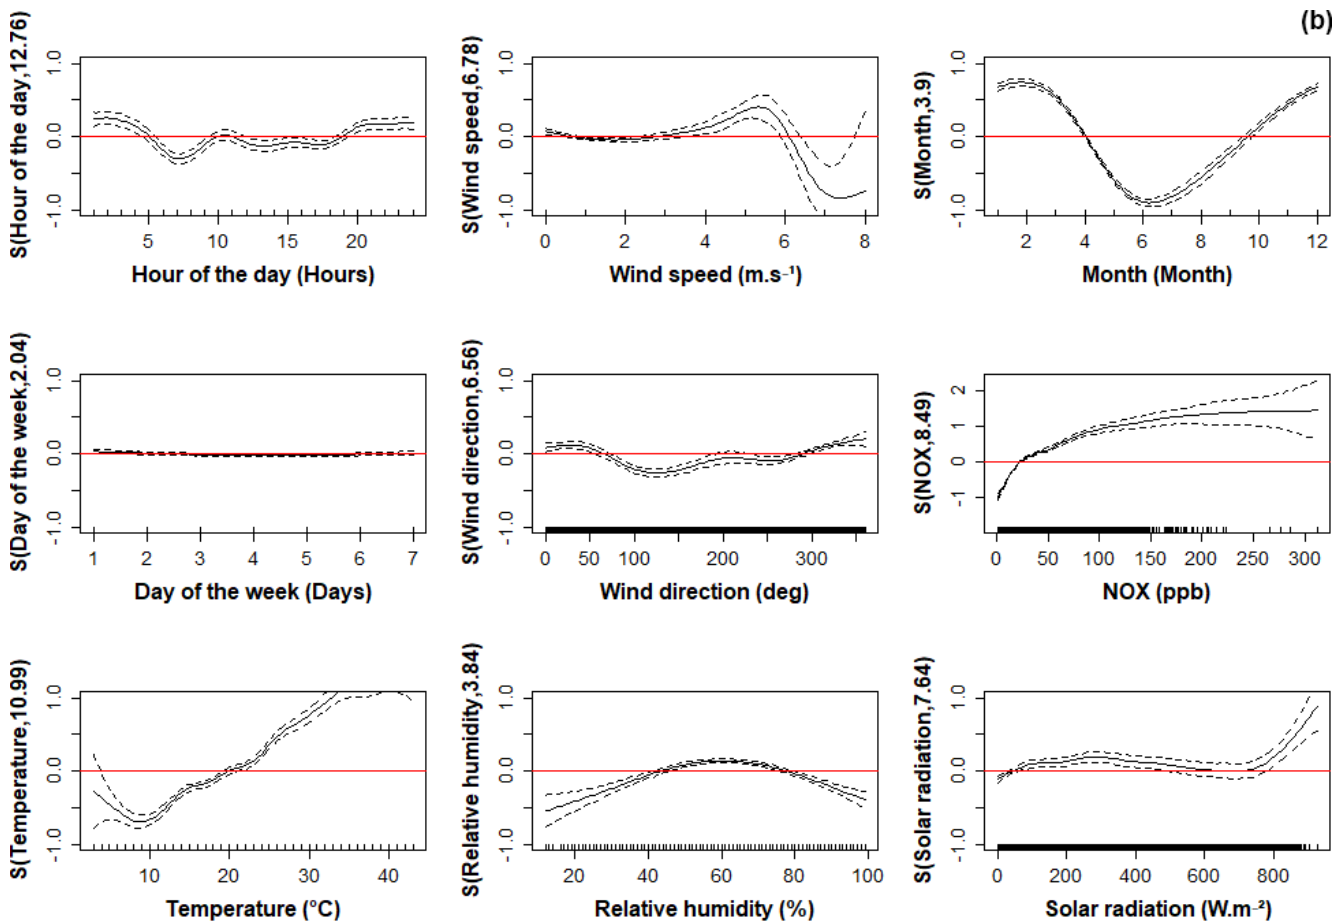 (b)
S(Hour of the day,12.76)
1.0
0.0
-1.0
5 10 15 20
Hour of the day (Hours)
S(Wind speed,6.78)
1.0
0.0
-1.0
0 2 4 6 8
Wind speed (m.s⁻¹)
S(Month,3.9)
1.0
0.0
-1.0
2 4 6 8 10 12
Month (Month)
S(Day of the week,2.04)
1.0
0.0
-1.0
1 2 3 4 5 6 7
Day of the week (Days)
S(Wind direction,6.56)
1.0
0.0
-1.0
0 50 150 250 300
Wind direction (deg)
S(NOX,8.49)
2
1
0
-1
0 50 100 150 200 250 300
NOX (ppb)
S(Temperature,10.99)
1.0
0.0
-1.0
10 20 30 40
Temperature (°C)
S(Relative humidity,3.84)
1.0
0.0
-1.0
20 40 60 80 100
Relative humidity (%)
S(Solar radiation,7.64)
1.0
0.0
-1.0
0 200 400 600 800
Solar radiation (W.m⁻²)